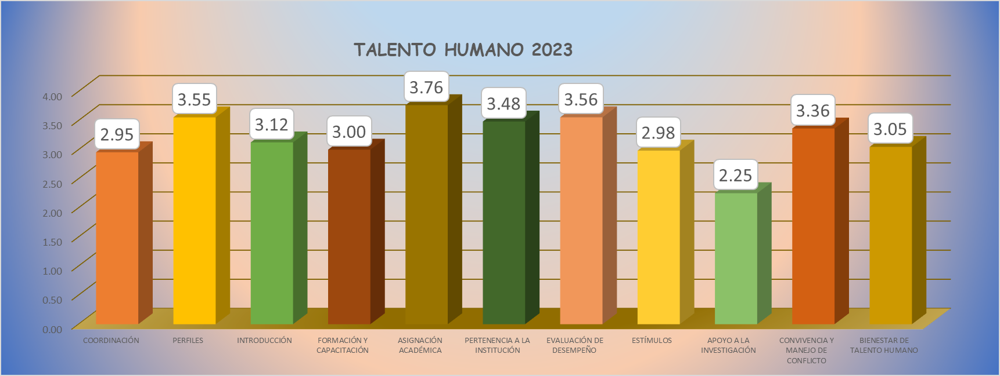 TALENTO HUMANO 2023
4.00
3.50
3.00
2.50
2.00
1.50
1.00
0.50
0.00
2.95
3.55
3.12
3.00
3.76
3.48
3.56
2.98
2.25
3.36
3.05
COORDINACIÓN
PERFILES
INTRODUCCIÓN
FORMACIÓN Y
CAPACITACIÓN
ASIGNACIÓN
ACADÉMICA
PERTENENCIA A LA
INSTITUCIÓN
EVALUACIÓN DE
DESEMPEÑO
ESTÍMULOS
APOYO A LA
INVESTIGACIÓN
CONVIVENCIA Y
MANEJO DE
CONFLICTO
BIENESTAR DE
TALENTO HUMANO